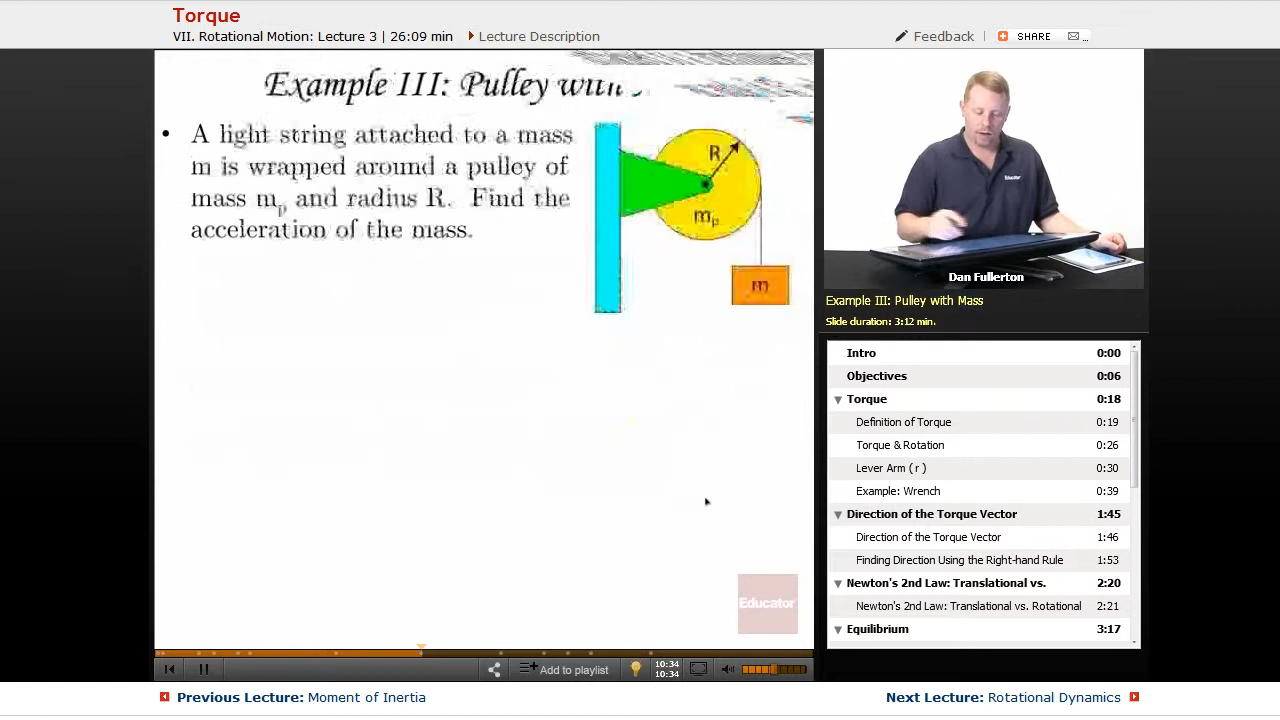 Torque
VII. Rotational Motion: Lecture 3 | 26:09 min
Lecture Description
Feedback
SHARE
Example III: Pulley with
• A light string attached to a mass
m is wrapped around a pulley of
mass mp and radius R. Find the
acceleration of the mass.
R
mp
m
Educator
Educator
Dan Fullerton
Example III: Pulley with Mass
Slide duration: 3:12 min.
Intro 0:00
Objectives 0:06
Torque 0:18
Definition of Torque 0:19
Torque & Rotation 0:26
Lever Arm ( r ) 0:30
Example: Wrench 0:39
Direction of the Torque Vector 1:45
Direction of the Torque Vector 1:46
Finding Direction Using the Right-hand Rule 1:53
Newton's 2nd Law: Translational vs. 2:20
Newton's 2nd Law: Translational vs. Rotational 2:21
Equilibrium 3:17
Add to playlist
10:34
10:34
Previous Lecture: Moment of Inertia
Next Lecture: Rotational Dynamics